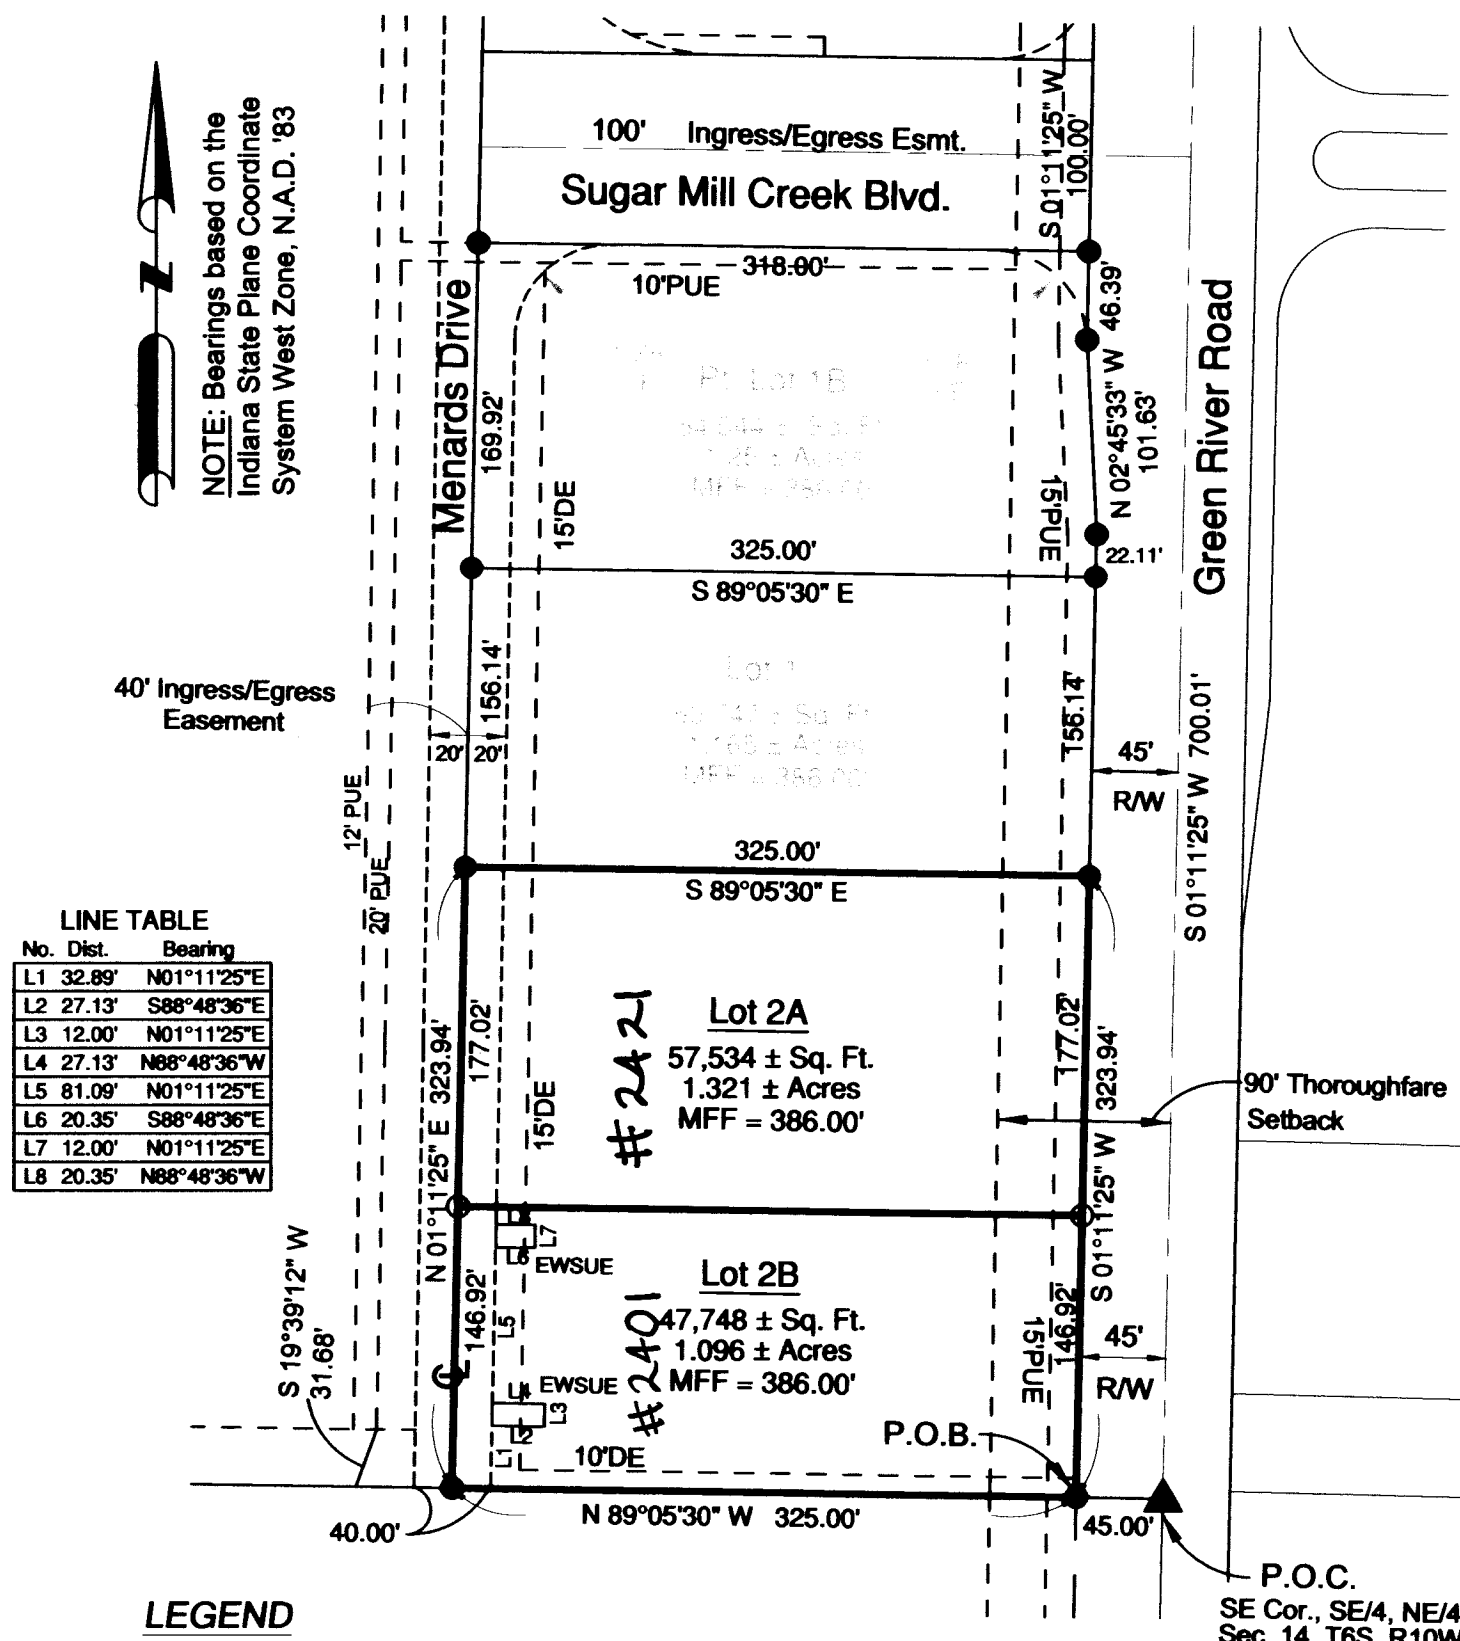 NOTE: Bearings based on the
Indiana State Plane Coordinate
System West Zone, N.A.D. '83
100' Ingress/Egress Esmt.
Sugar Mill Creek Blvd.
S 01°11'25" W
100.00'
318.00'
10'PUE
46.39'
Menards Drive
169.92'
15'DE
N 02°45'33" W
101.63'
15'PUE
Green River Road
325.00'
22.11'
S 89°05'30" E
40' Ingress/Egress
Easement
156.14'
20' 20'
156.14'
45'
R/W
S 01°11'25" W 700.01'
12' PUE
20' PUE
325.00'
S 89°05'30" E
LINE TABLE
No. Dist. Bearing
L1 32.89' N01°11'25"E
L2 27.13' S88°48'36"E
L3 12.00' N01°11'25"E
L4 27.13' N88°48'36"W
L5 81.09' N01°11'25"E
L6 20.35' S88°48'36"E
L7 12.00' N01°11'25"E
L8 20.35' N88°48'36"W
N 01°11'25" E 323.94'
177.02'
15'DE
#2421
Lot 2A
57,534 ± Sq. Ft.
1.321 ± Acres
MFF = 386.00'
177.02'
S 01°11'25" W 323.94'
90' Thoroughfare
Setback
L7
L6
EWSUE
#2401
Lot 2B
47,748 ± Sq. Ft.
1.096 ± Acres
MFF = 386.00'
146.92'
L5
S 19°39'12" W
31.68'
15'PUE
146.92'
45'
R/W
L4
EWSUE
L3
L2
L1
10'DE
P.O.B.
40.00'
N 89°05'30" W 325.00'
45.00'
P.O.C.
SE Cor., SE/4, NE/4
Sec. 14, T6S, R10W
LEGEND